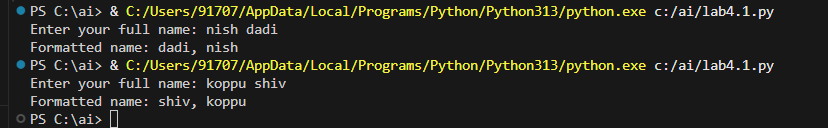 PS C:\ai> & C:/Users/91707/AppData/Local/Programs/Python/Python313/python.exe c:/ai/lab4.1.py
Enter your full name: nish dadi
Formatted name: dadi, nish
PS C:\ai> & C:/Users/91707/AppData/Local/Programs/Python/Python313/python.exe c:/ai/lab4.1.py
Enter your full name: koppu shiv
Formatted name: shiv, koppu
PS C:\ai>